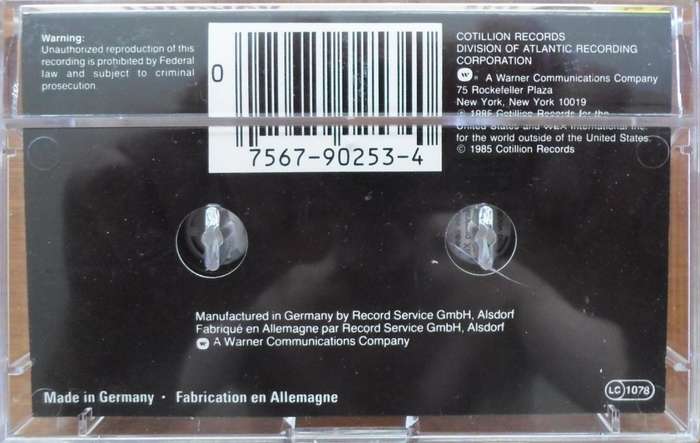 Warning:
Unauthorized reproduction of this
recording is prohibited by Federal
law and subject to criminal
prosecution.
0
7567-90253-4
COTILLION RECORDS
DIVISION OF ATLANTIC RECORDING
CORPORATION
A Warner Communications Company
75 Rockefeller Plaza
New York, New York 10019
℗ 1985 Cotillion Records for the
United States and WEA International Inc.
for the world outside of the United States.
© 1985 Cotillion Records
Manufactured in Germany by Record Service GmbH, Alsdorf
Fabriqué en Allemagne par Record Service GmbH, Alsdorf
A Warner Communications Company
Made in Germany · Fabrication en Allemagne
LC 1078